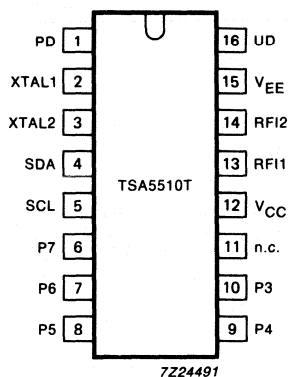 PD 1 16 UD
XTAL1 2 15 VEE
XTAL2 3 14 RFI2
SDA 4 13 RFI1
TSA5510T
SCL 5 12 VCC
P7 6 11 n.c.
P6 7 10 P3
P5 8 9 P4
7Z24491